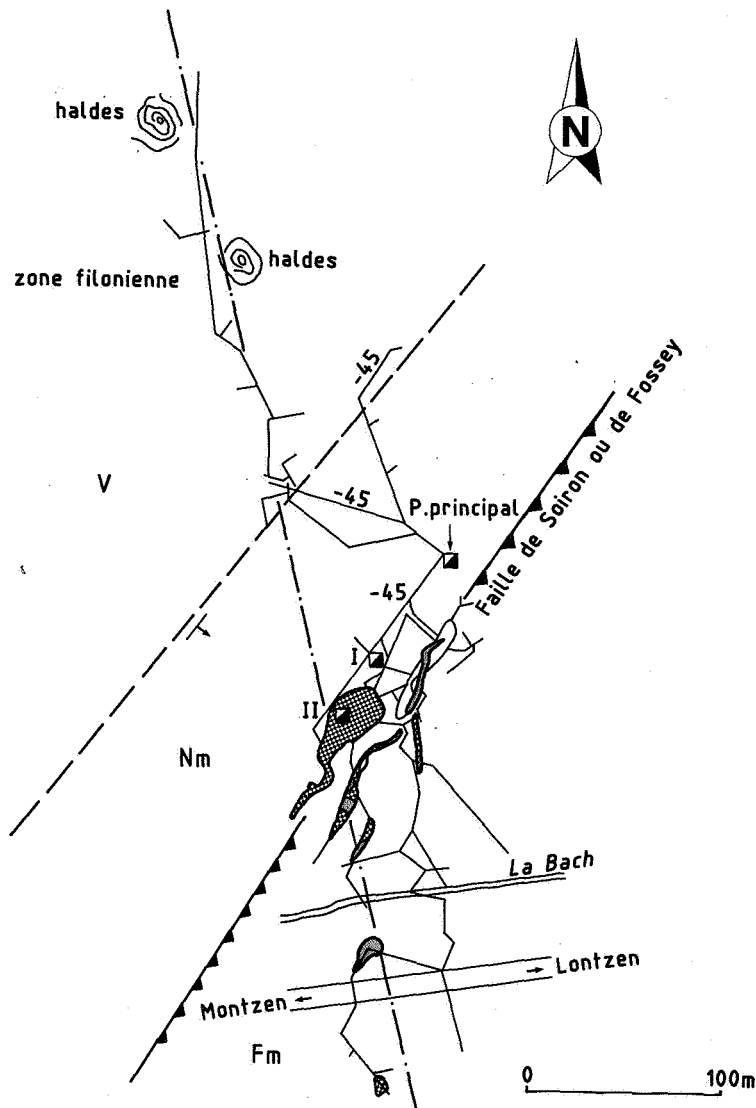 haldes
N
haldes
zone filonienne
-45
Faille de Soiron ou de Fossey
V
-45
P.principal
-45
I
II
Nm
La Bach
Lontzen
Montzen
Fm
0
100m